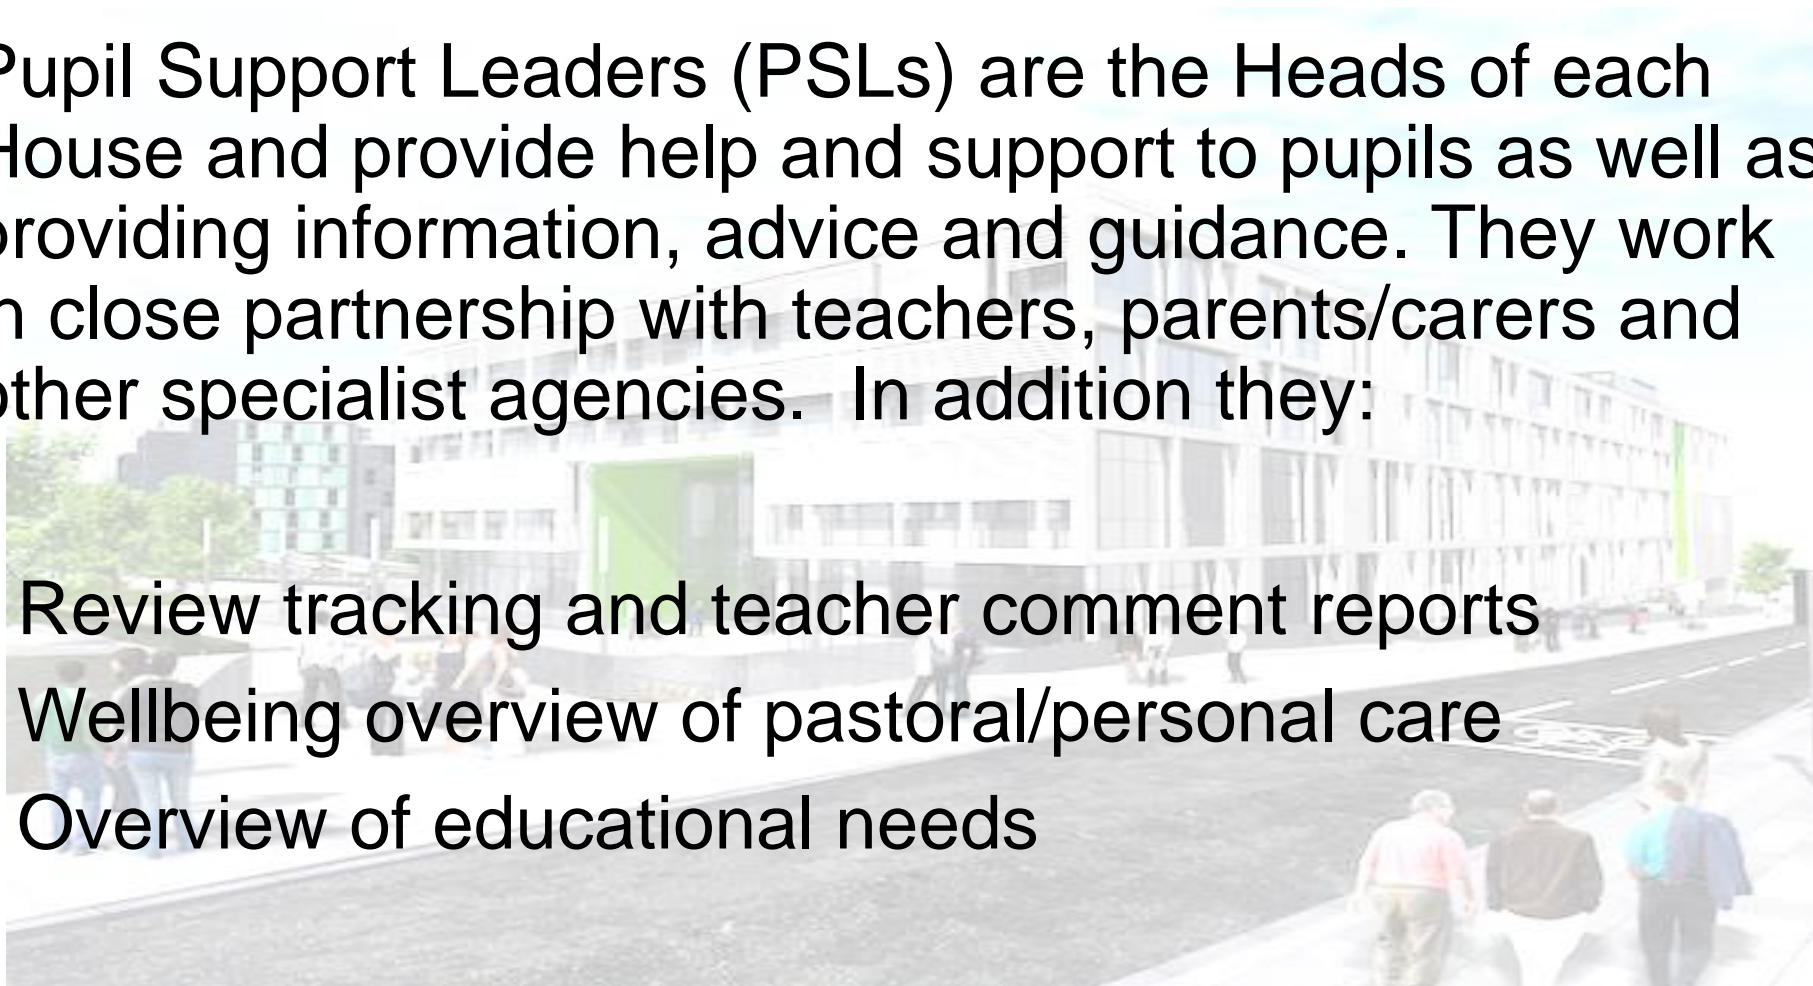 Pupil Support Leaders (PSLs) are the Heads of each
House and provide help and support to pupils as well as
providing information, advice and guidance. They work
in close partnership with teachers, parents/carers and
other specialist agencies.  In addition they:
Review tracking and teacher comment reports
Wellbeing overview of pastoral/personal care
Overview of educational needs